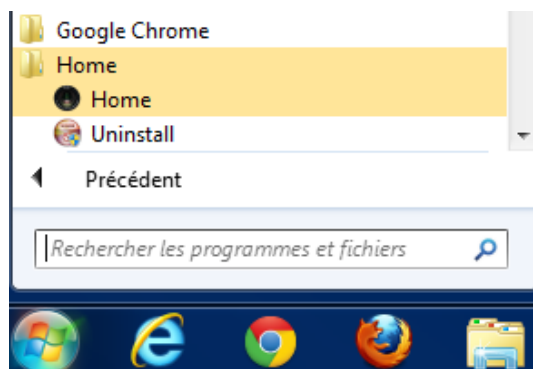 Google Chrome
Home
Home
Uninstall
Précédent
Rechercher les programmes et fichiers